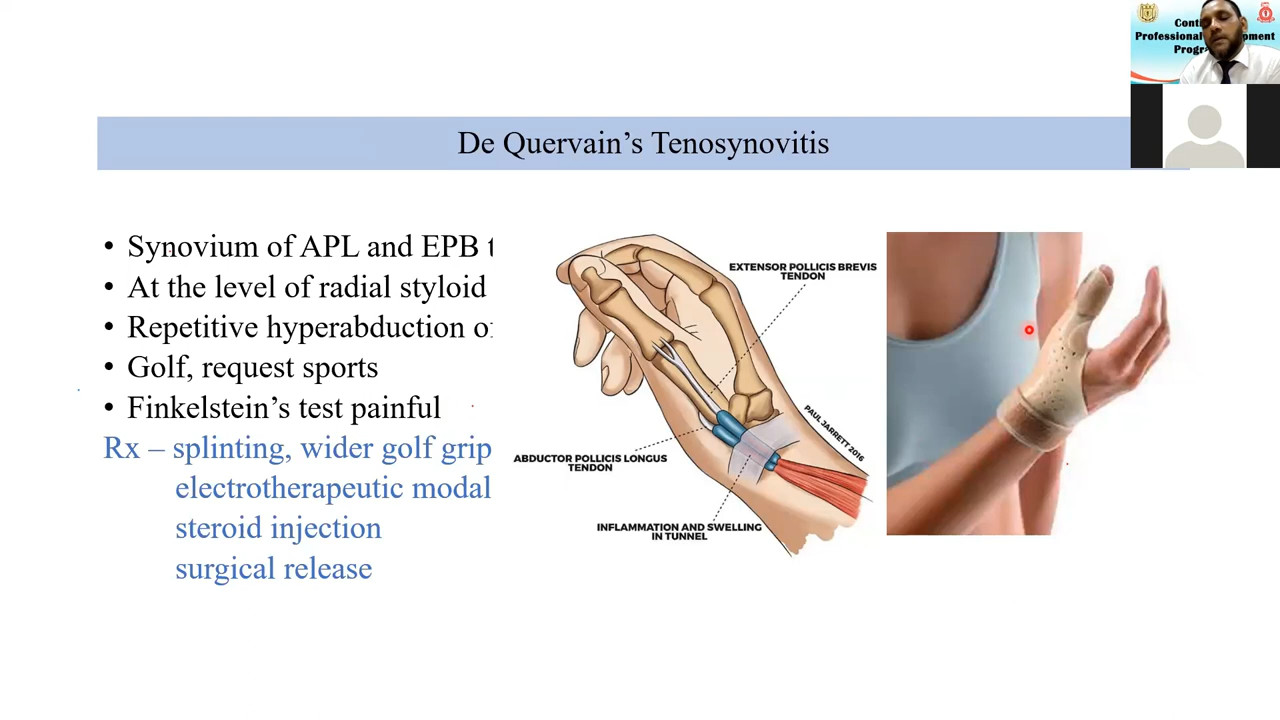 De Quervain’s Tenosynovitis
• Synovium of APL and EPB
• At the level of radial styloid
• Repetitive hyperabduction
• Golf, request sports
• Finkelstein’s test painful
Rx – splinting, wider golf grip
electrotherapeutic
steroid injection
surgical release
EXTENSOR POLLICIS BREVIS
TENDON
PAUL JARRETT 2016
ABDUCTOR POLLICIS LONGUS
TENDON
INFLAMMATION AND SWELLING
IN TUNNEL
Professional